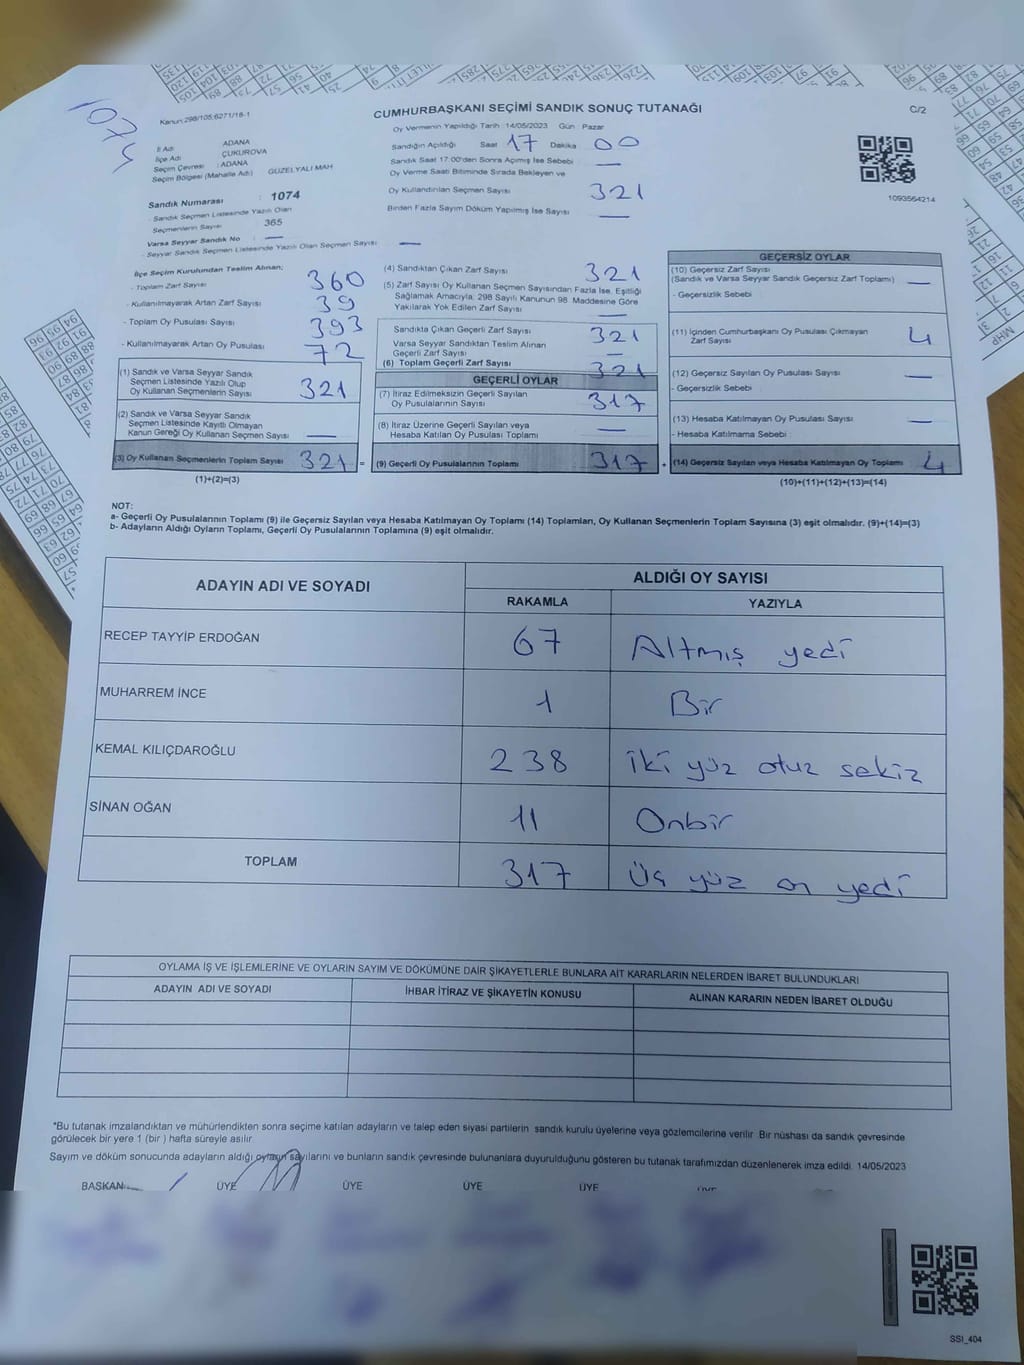 1074
Kanun:298/105;6271/18-1
CUMHURBAŞKANI SEÇİMİ SANDIK SONUÇ TUTANAĞI
C/2
Oy Vermenin Yapıldığı Tarih :14/05/2023 Gün Pazar
İl Adı : ADANA
İlçe Adı : ÇUKUROVA
Seçim Çevresi : ADANA
Seçim Bölgesi (Mahalle Adı) GÜZELYALI MAH
Sandık Numarası : 1074
- Sandık Seçmen Listesinde Yazılı Olan
Seçmenlerin Sayısı 365
Varsa Seyyar Sandık No : —
- Seyyar Sandık Seçmen Listesinde Yazılı Olan Seçmen Sayısı —
Sandığın Açıldığı Saat 17 Dakika 00
Sandık Saat 17:00'den Sonra Açımış İse Sebebi —
Oy Verme Saati Bitiminde Sırada Bekleyen ve
Oy Kullandırılan Seçmen Sayısı 321
Birden Fazla Sayım Döküm Yapılmış İse Sayısı —
1093564214
İlçe Seçim Kurulundan Teslim Alınan;
- Toplam Zarf Sayısı 360
- Kullanılmayarak Artan Zarf Sayısı 39
- Toplam Oy Pusulası Sayısı 393
- Kullanılmayarak Artan Oy Pusulası 72
(1) Sandık ve Varsa Seyyar Sandık
Seçmen Listesinde Yazılı Olup
Oy Kullanan Seçmenlerin Sayısı 321
(2) Sandık ve Varsa Seyyar Sandık
Seçmen Listesinde Kayıtlı Olmayan
Kanun Gereği Oy Kullanan Seçmen Sayısı —
(3) Oy Kullanan Seçmenlerin Toplam Sayısı 321 =
(1)+(2)=(3)
(4) Sandıktan Çıkan Zarf Sayısı 321
(5) Zarf Sayısı Oy Kullanan Seçmen Sayısından Fazla İse, Eşitliği
Sağlamak Amacıyla, 298 Sayılı Kanunun 98. Maddesine Göre
Yakılarak Yok Edilen Zarf Sayısı —
Sandıkta Çıkan Geçerli Zarf Sayısı 321
Varsa Seyyar Sandıktan Teslim Alınan
Geçerli Zarf Sayısı —
(6) Toplam Geçerli Zarf Sayısı 321
GEÇERLİ OYLAR
(7) İtiraz Edilmeksizin Geçerli Sayılan
Oy Pusulalarının Sayısı 317
(8) İtiraz Üzerine Geçerli Sayılan veya
Hesaba Katılan Oy Pusulası Toplamı —
(9) Geçerli Oy Pusulalarının Toplamı 317 +
GEÇERSİZ OYLAR
(10) Geçersiz Zarf Sayısı
(Sandık ve Varsa Seyyar Sandık Geçersiz Zarf Toplamı) —
- Geçersizlik Sebebi
(11) İçinden Cumhurbaşkanı Oy Pusulası Çıkmayan
Zarf Sayısı 4
(12) Geçersiz Sayılan Oy Pusulası Sayısı —
- Geçersizlik Sebebi
(13) Hesaba Katılmayan Oy Pusulası Sayısı —
- Hesaba Katılmama Sebebi
(14) Geçersiz Sayılan veya Hesaba Katılmayan Oy Toplamı 4
(10)+(11)+(12)+(13)=(14)
NOT:
a- Geçerli Oy Pusulalarının Toplamı (9) ile Geçersiz Sayılan veya Hesaba Katılmayan Oy Toplamı (14) Toplamları, Oy Kullanan Seçmenlerin Toplam Sayısına (3) eşit olmalıdır. (9)+(14)=(3)
b- Adayların Aldığı Oyların Toplamı, Geçerli Oy Pusulalarının Toplamına (9) eşit olmalıdır.
ADAYIN ADI VE SOYADI
ALDIĞI OY SAYISI
RAKAMLA YAZIYLA
RECEP TAYYİP ERDOĞAN 67 Altmış yedi
MUHARREM İNCE 1 Bir
KEMAL KILIÇDAROĞLU 238 iki yüz otuz sekiz
SİNAN OĞAN 11 Onbir
TOPLAM 317 Üç yüz on yedi
OYLAMA İŞ VE İŞLEMLERİNE VE OYLARIN SAYIM VE DÖKÜMÜNE DAİR ŞİKAYETLERLE BUNLARA AİT KARARLARIN NELERDEN İBARET BULUNDUKLARI
ADAYIN ADI VE SOYADI İHBAR İTİRAZ VE ŞİKAYETİN KONUSU ALINAN KARARIN NEDEN İBARET OLDUĞU
*Bu tutanak imzalandıktan ve mühürlendikten sonra seçime katılan adayların ve talep eden siyasi partilerin sandık kurulu üyelerine veya gözlemcilerine verilir. Bir nüshası da sandık çevresinde
görülecek bir yere 1 (bir ) hafta süreyle asılır.
Sayım ve döküm sonucunda adayların aldığı oyların sayılarını ve bunların sandık çevresinde bulunanlara duyurulduğunu gösteren bu tutanak tarafımızdan düzenlenerek imza edildi. 14/05/2023
BAŞKAN ÜYE ÜYE ÜYE ÜYE ÜYE
SSI_404
MHP